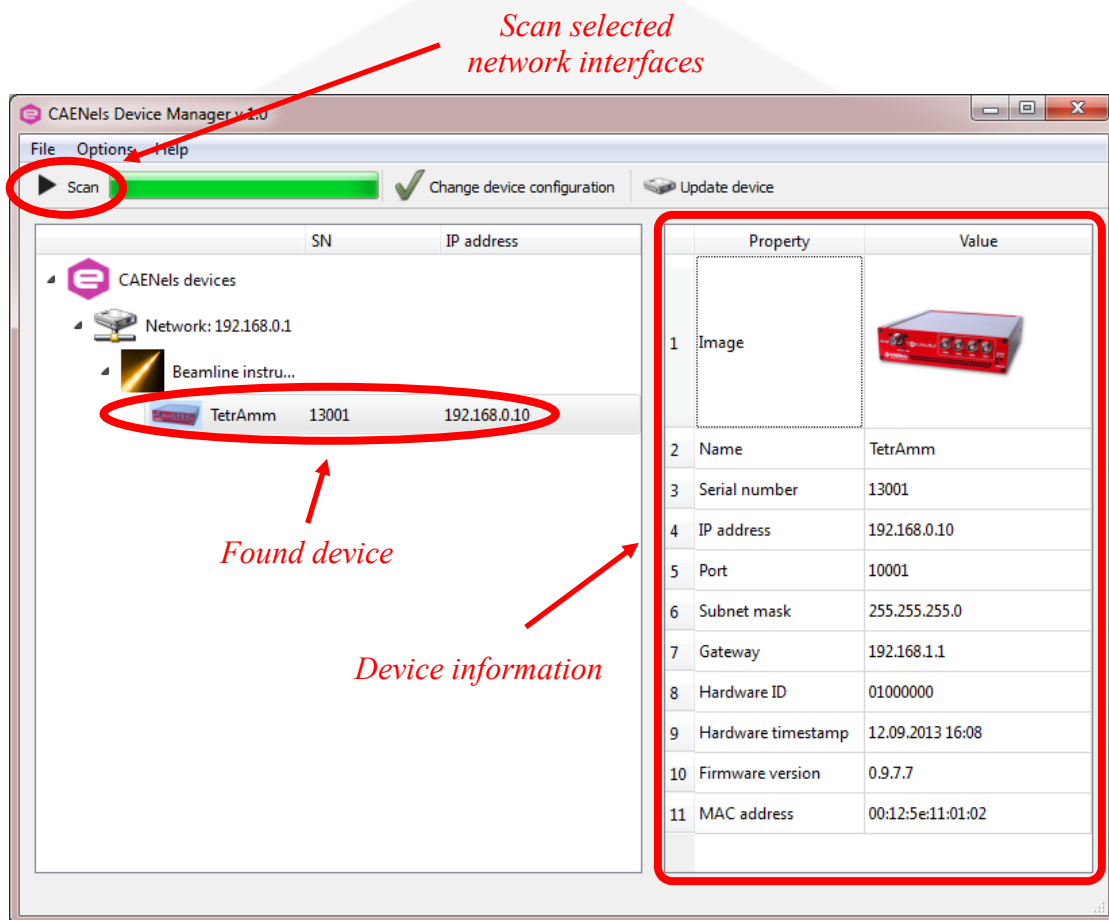 Scan selected
network interfaces
CAENels Device Manager v.1.0
File Options Help
Scan Change device configuration Update device
SN IP address
CAENels devices
Network: 192.168.0.1
Beamline instru...
TetrAmm 13001 192.168.0.10
Found device
Device information
Property Value
1 Image
2 Name TetrAmm
3 Serial number 13001
4 IP address 192.168.0.10
5 Port 10001
6 Subnet mask 255.255.255.0
7 Gateway 192.168.1.1
8 Hardware ID 01000000
9 Hardware timestamp 12.09.2013 16:08
10 Firmware version 0.9.7.7
11 MAC address 00:12:5e:11:01:02